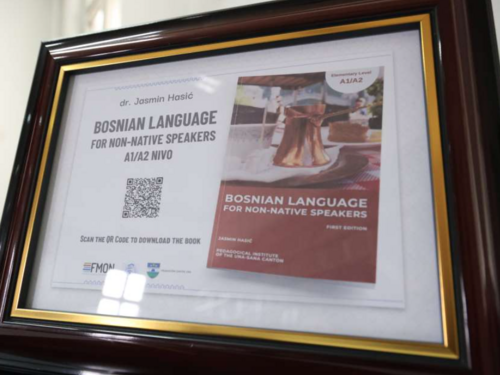 dr. Jasmin Hasić
BOSNIAN LANGUAGE
FOR NON-NATIVE SPEAKERS
A1/A2 NIVO
SCAN THE QR CODE TO DOWNLOAD THE BOOK
FMON
Elementary Level
A1/A2
BOSNIAN LANGUAGE
FOR NON-NATIVE SPEAKERS
FIRST EDITION
JASMIN HASIĆ
PEDAGOGICAL INSTITUTE
OF THE UNA-SANA CANTON